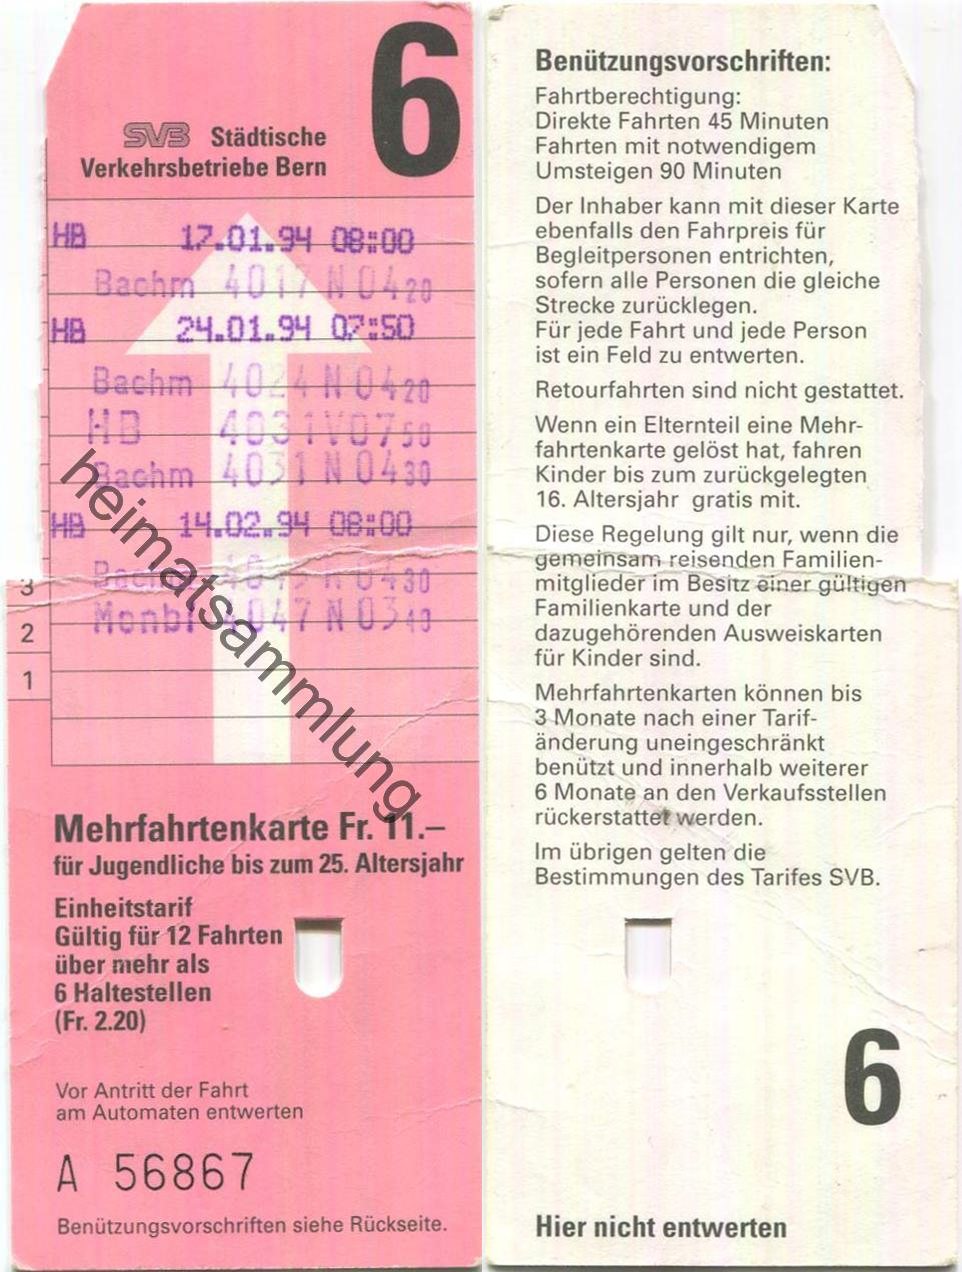 6
SVB Städtische
Verkehrsbetriebe Bern
HB 17.01.94 08:00
Bachm 4017 N 04 20
HB 24.01.94 07:50
Bachm 4024 N 04 20
HB 4031 V 07 50
Bachm 4031 N 04 30
HB 14.02.94 08:00
3 N 04 30
2 4047 N 03
1
heimatsammlung
Mehrfahrtenkarte Fr. 11.–
für Jugendliche bis zum 25. Altersjahr
Einheitstarif
Gültig für 12 Fahrten
über mehr als
6 Haltestellen
(Fr. 2.20)
Vor Antritt der Fahrt
am Automaten entwerten
A 56867
Benützungsvorschriften siehe Rückseite.
Benützungsvorschriften:
Fahrtberechtigung:
Direkte Fahrten 45 Minuten
Fahrten mit notwendigem
Umsteigen 90 Minuten
Der Inhaber kann mit dieser Karte
ebenfalls den Fahrpreis für
Begleitpersonen entrichten,
sofern alle Personen die gleiche
Strecke zurücklegen.
Für jede Fahrt und jede Person
ist ein Feld zu entwerten.
Retourfahrten sind nicht gestattet.
Wenn ein Elternteil eine Mehr-
fahrtenkarte gelöst hat, fahren
Kinder bis zum zurückgelegten
16. Altersjahr gratis mit.
Diese Regelung gilt nur, wenn die
gemeinsam reisenden Familien-
mitglieder im Besitz einer gültigen
Familienkarte und der
dazugehörenden Ausweiskarten
für Kinder sind.
Mehrfahrtenkarten können bis
3 Monate nach einer Tarif-
änderung uneingeschränkt
benützt und innerhalb weiterer
6 Monate an den Verkaufsstellen
rückerstattet werden.
Im übrigen gelten die
Bestimmungen des Tarifes SVB.
6
Hier nicht entwerten